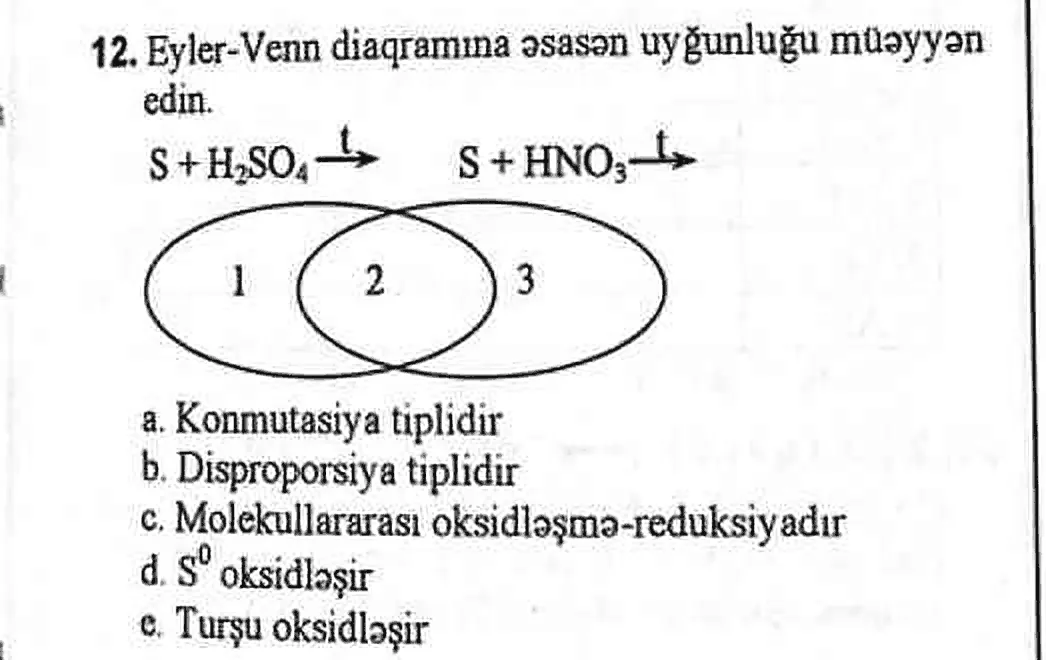 12. Eyler-Venn diaqramına əsasən uyğunluğu müəyyən
edin.
S + H₂SO₄ —t→ S + HNO₃ —t→
1 2 3
a. Konmutasiya tiplidir
b. Disproporsiya tiplidir
c. Molekullararası oksidləşmə-reduksiyadır
d. S⁰ oksidləşir
e. Turşu oksidləşir